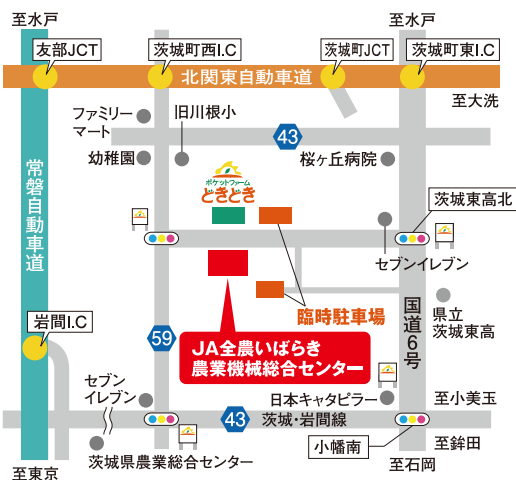 至水戸
至水戸
友部JCT
茨城町西I.C
茨城町JCT
茨城町東I.C
北関東自動車道
至大洗
ファミリー
マート
旧川根小
43
幼稚園
桜ヶ丘病院
常磐自動車道
ポケットファーム
どきどき
茨城東高北
セブンイレブン
岩間I.C
臨時駐車場
国道6号
県立
茨城東高
59
JA全農いばらき
農業機械総合センター
セブン
イレブン
日本キャタピラー
至小美玉
43
茨城・岩間線
小幡南
至鉾田
茨城県農業総合センター
至東京
至石岡